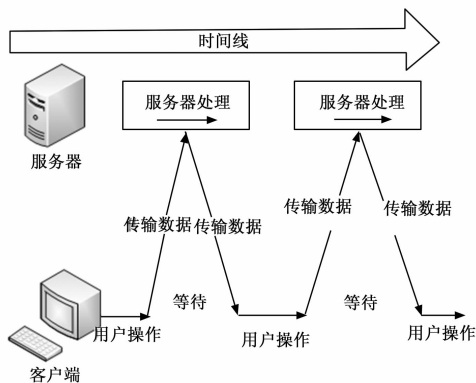 时间线
服务器处理
服务器处理
服务器
传输数据
传输数据
传输数据
传输数据
等待
等待
用户操作
用户操作
用户操作
客户端